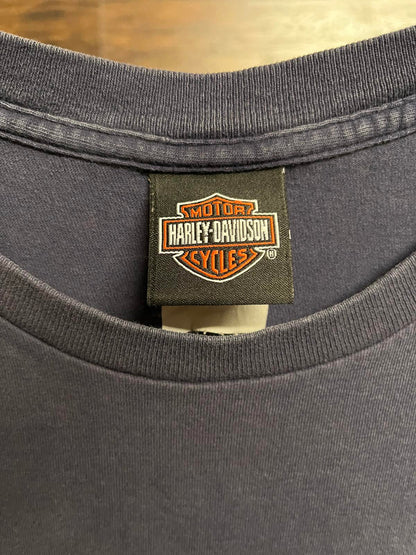 MOTOR
HARLEY-DAVIDSON
CYCLES
®